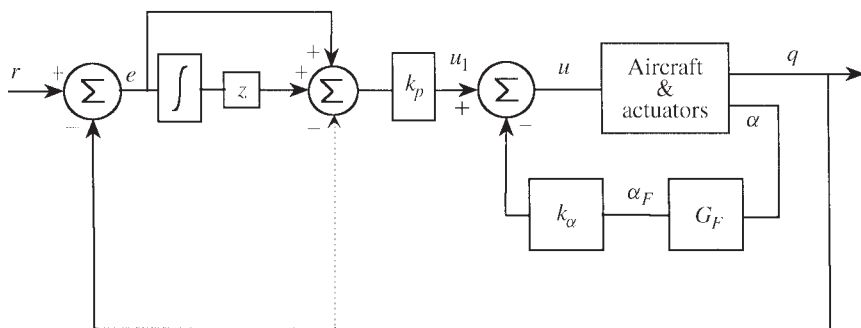 r
+
−
Σ
e
∫
z
+
+
−
Σ
k_p
u_1
+
−
Σ
u
Aircraft
&
actuators
q
α
k_α
α_F
G_F